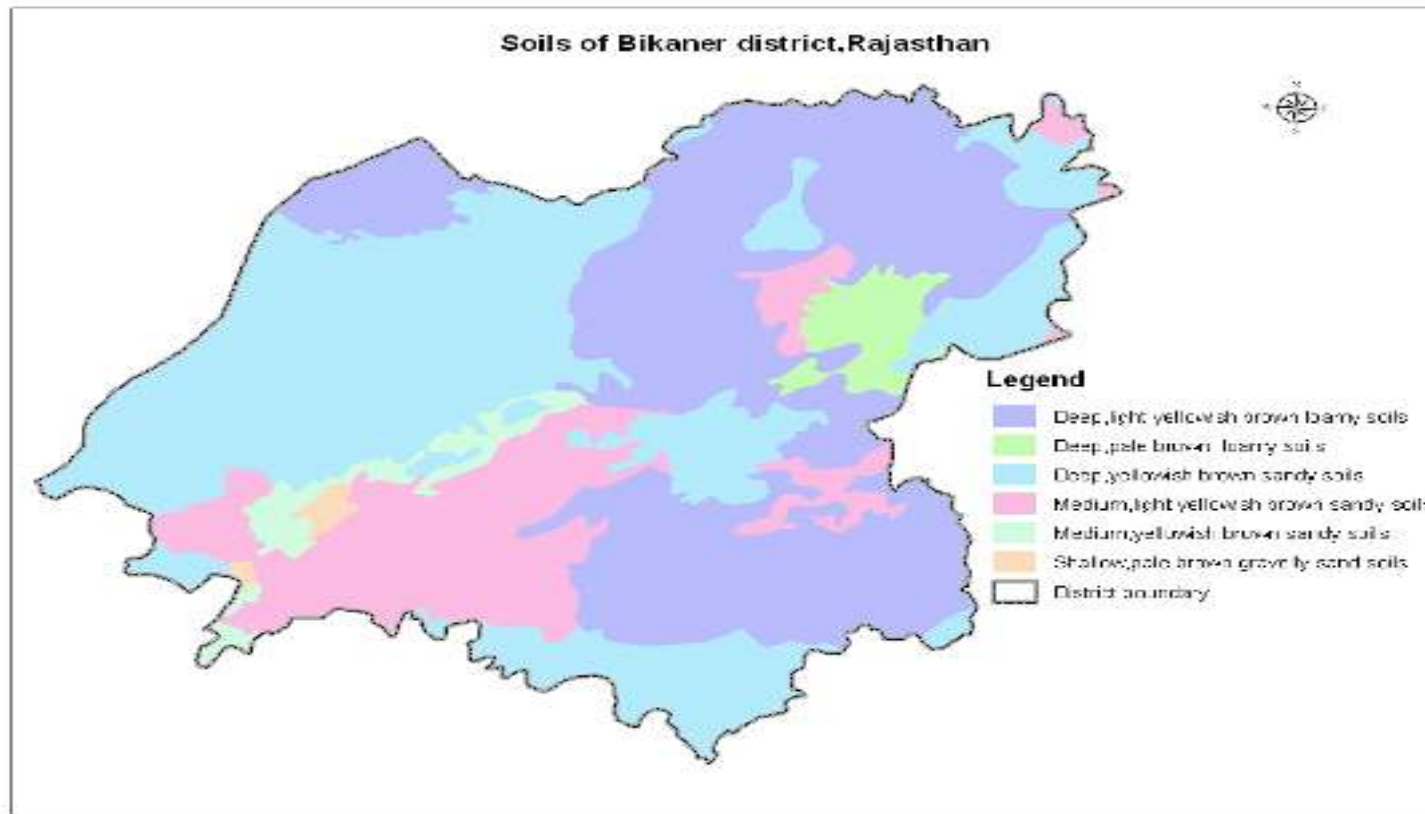 Soils of Bikaner district,Rajasthan
Legend
Deep,light yellowish brown loamy soils
Deep,pale brown loamy soils
Deep,yellowish brown sandy soils
Medium,light yellowish brown sandy soils
Medium,yellowish brown sandy soils
Shallow,pale brown gravelly sand soils
District boundary